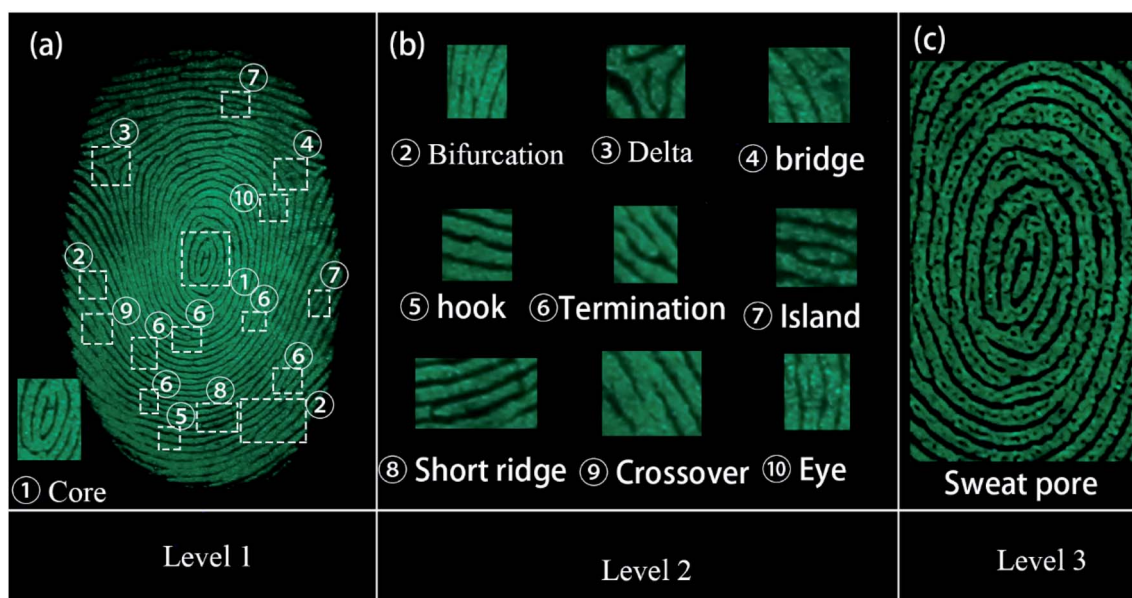 (a)
⑦
③
④
⑩
②
①
⑦
⑨
⑥
⑥
⑥
⑥
⑥
⑧
②
⑤
① Core
Level 1
(b)
② Bifurcation
③ Delta
④ bridge
⑤ hook
⑥ Termination
⑦ Island
⑧ Short ridge
⑨ Crossover
⑩ Eye
Level 2
(c)
Sweat pore
Level 3